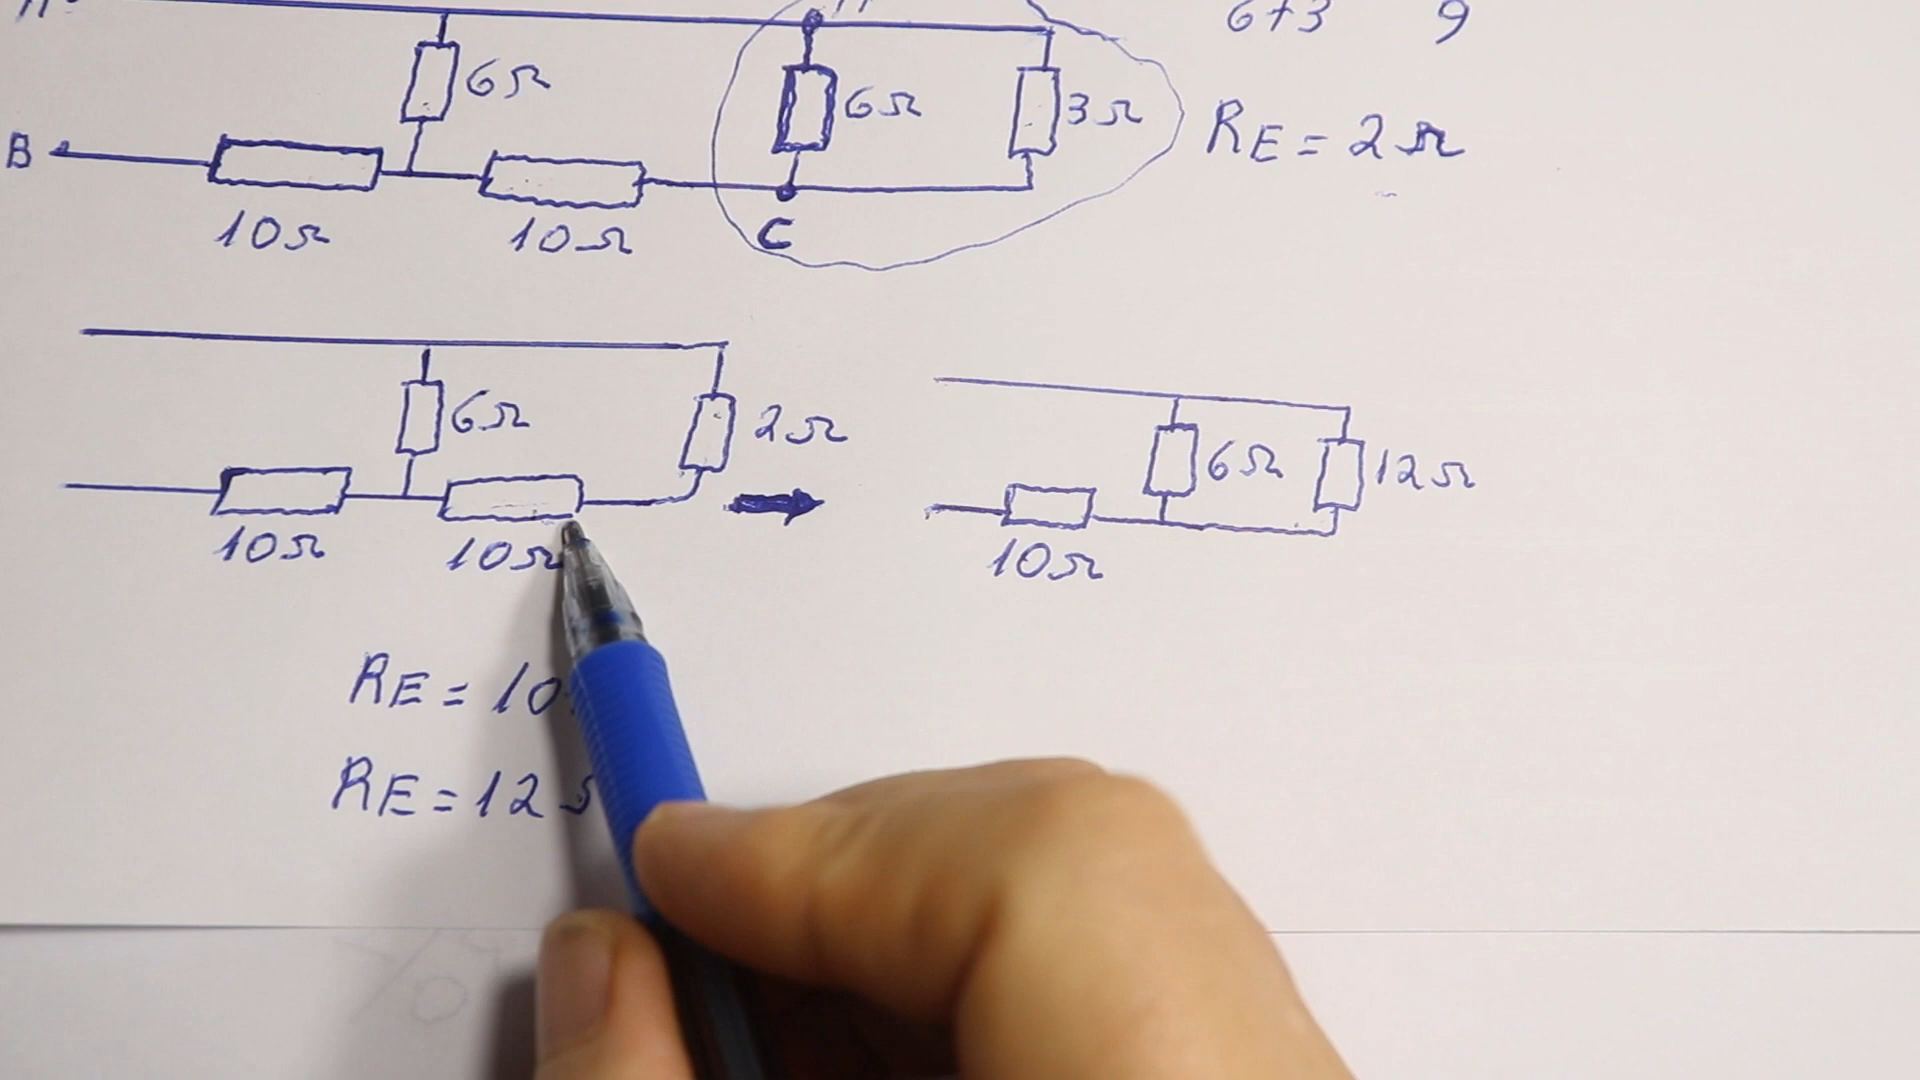 6+3 9
6Ω 6Ω 3Ω
B
10Ω 10Ω C
RE = 2Ω
6Ω 2Ω
10Ω 10Ω
6Ω 12Ω
10Ω
RE = 10
RE = 12